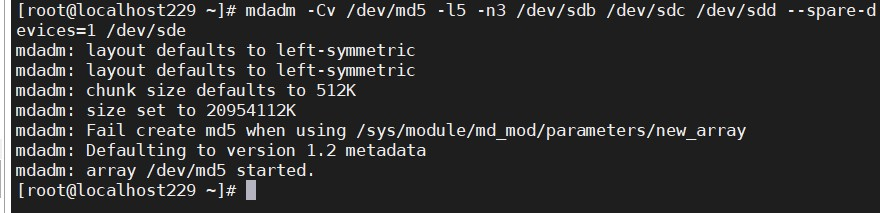 [root@localhost229 ~]# mdadm -Cv /dev/md5 -l5 -n3 /dev/sdb /dev/sdc /dev/sdd --spare-d
evices=1 /dev/sde
mdadm: layout defaults to left-symmetric
mdadm: layout defaults to left-symmetric
mdadm: chunk size defaults to 512K
mdadm: size set to 20954112K
mdadm: Fail create md5 when using /sys/module/md_mod/parameters/new_array
mdadm: Defaulting to version 1.2 metadata
mdadm: array /dev/md5 started.
[root@localhost229 ~]#